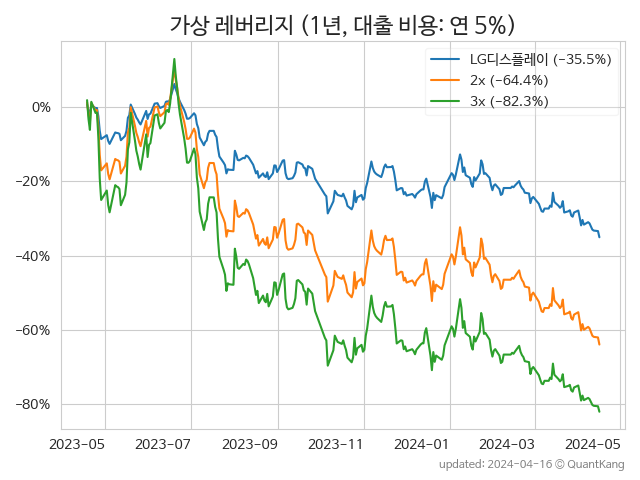 가상 레버리지 (1년, 대출 비용: 연 5%)
LG디스플레이 (−35.5%)
2x (−64.4%)
3x (−82.3%)
0%
−20%
−40%
−60%
−80%
2023-05 2023-07 2023-09 2023-11 2024-01 2024-03 2024-05
updated: 2024-04-16 © QuantKang